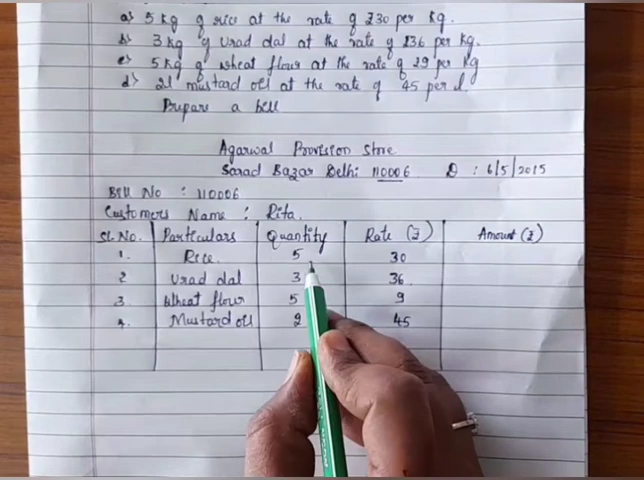 a) 5 kg of rice at the rate of ₹30 per kg.
b) 3 kg of urad dal at the rate of ₹36 per kg.
c) 5 kg of wheat flour at the rate of ₹9 per kg
d) 2l mustard oil at the rate of 45 per l.
Prepare a bill
Agarwal Provision Store
Sarad Bazar Delhi 110006 D : 6/5/2015
Bill No : 110006
Customers Name : Rita.
Sl. No. Particulars Quantity Rate (₹) Amount (₹)
1. Rice 5 30
2 Urad dal 3 36
3 Wheat flour 5 9
4. Mustard oil 2 45